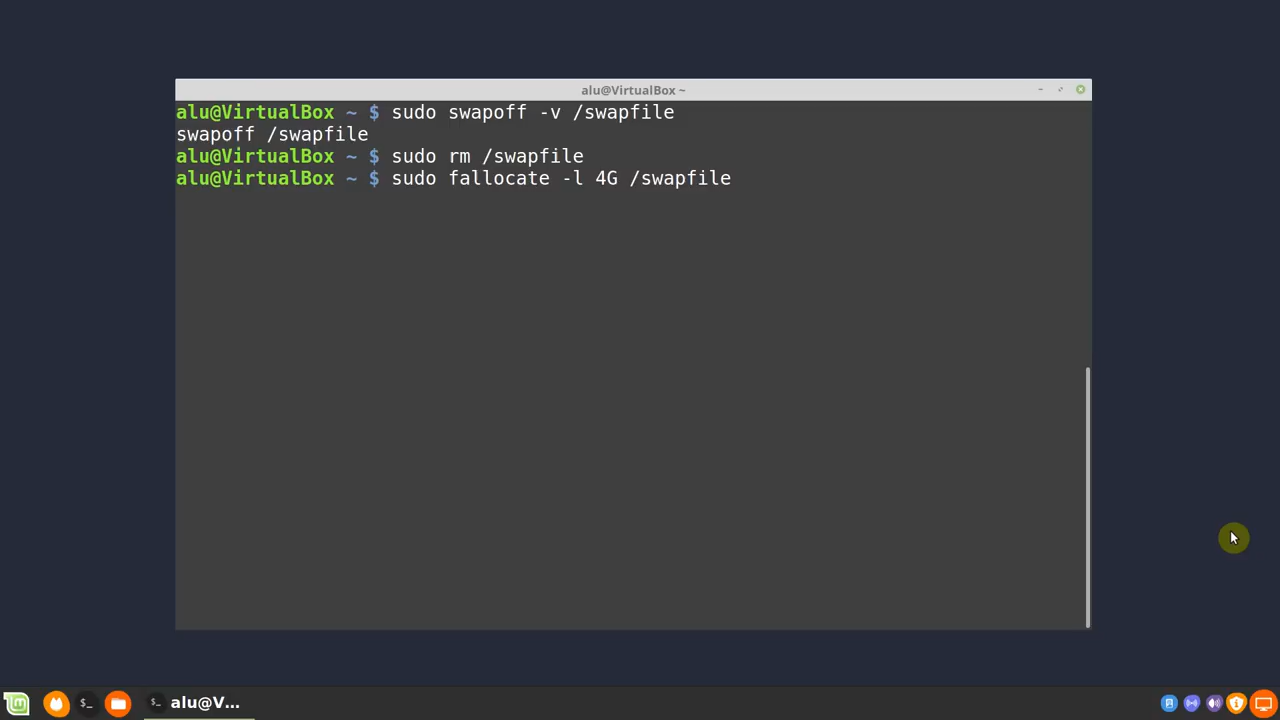 alu@VirtualBox ~
alu@VirtualBox ~ $ sudo swapoff -v /swapfile
swapoff /swapfile
alu@VirtualBox ~ $ sudo rm /swapfile
alu@VirtualBox ~ $ sudo fallocate -l 4G /swapfile
$_
$_ alu@V...